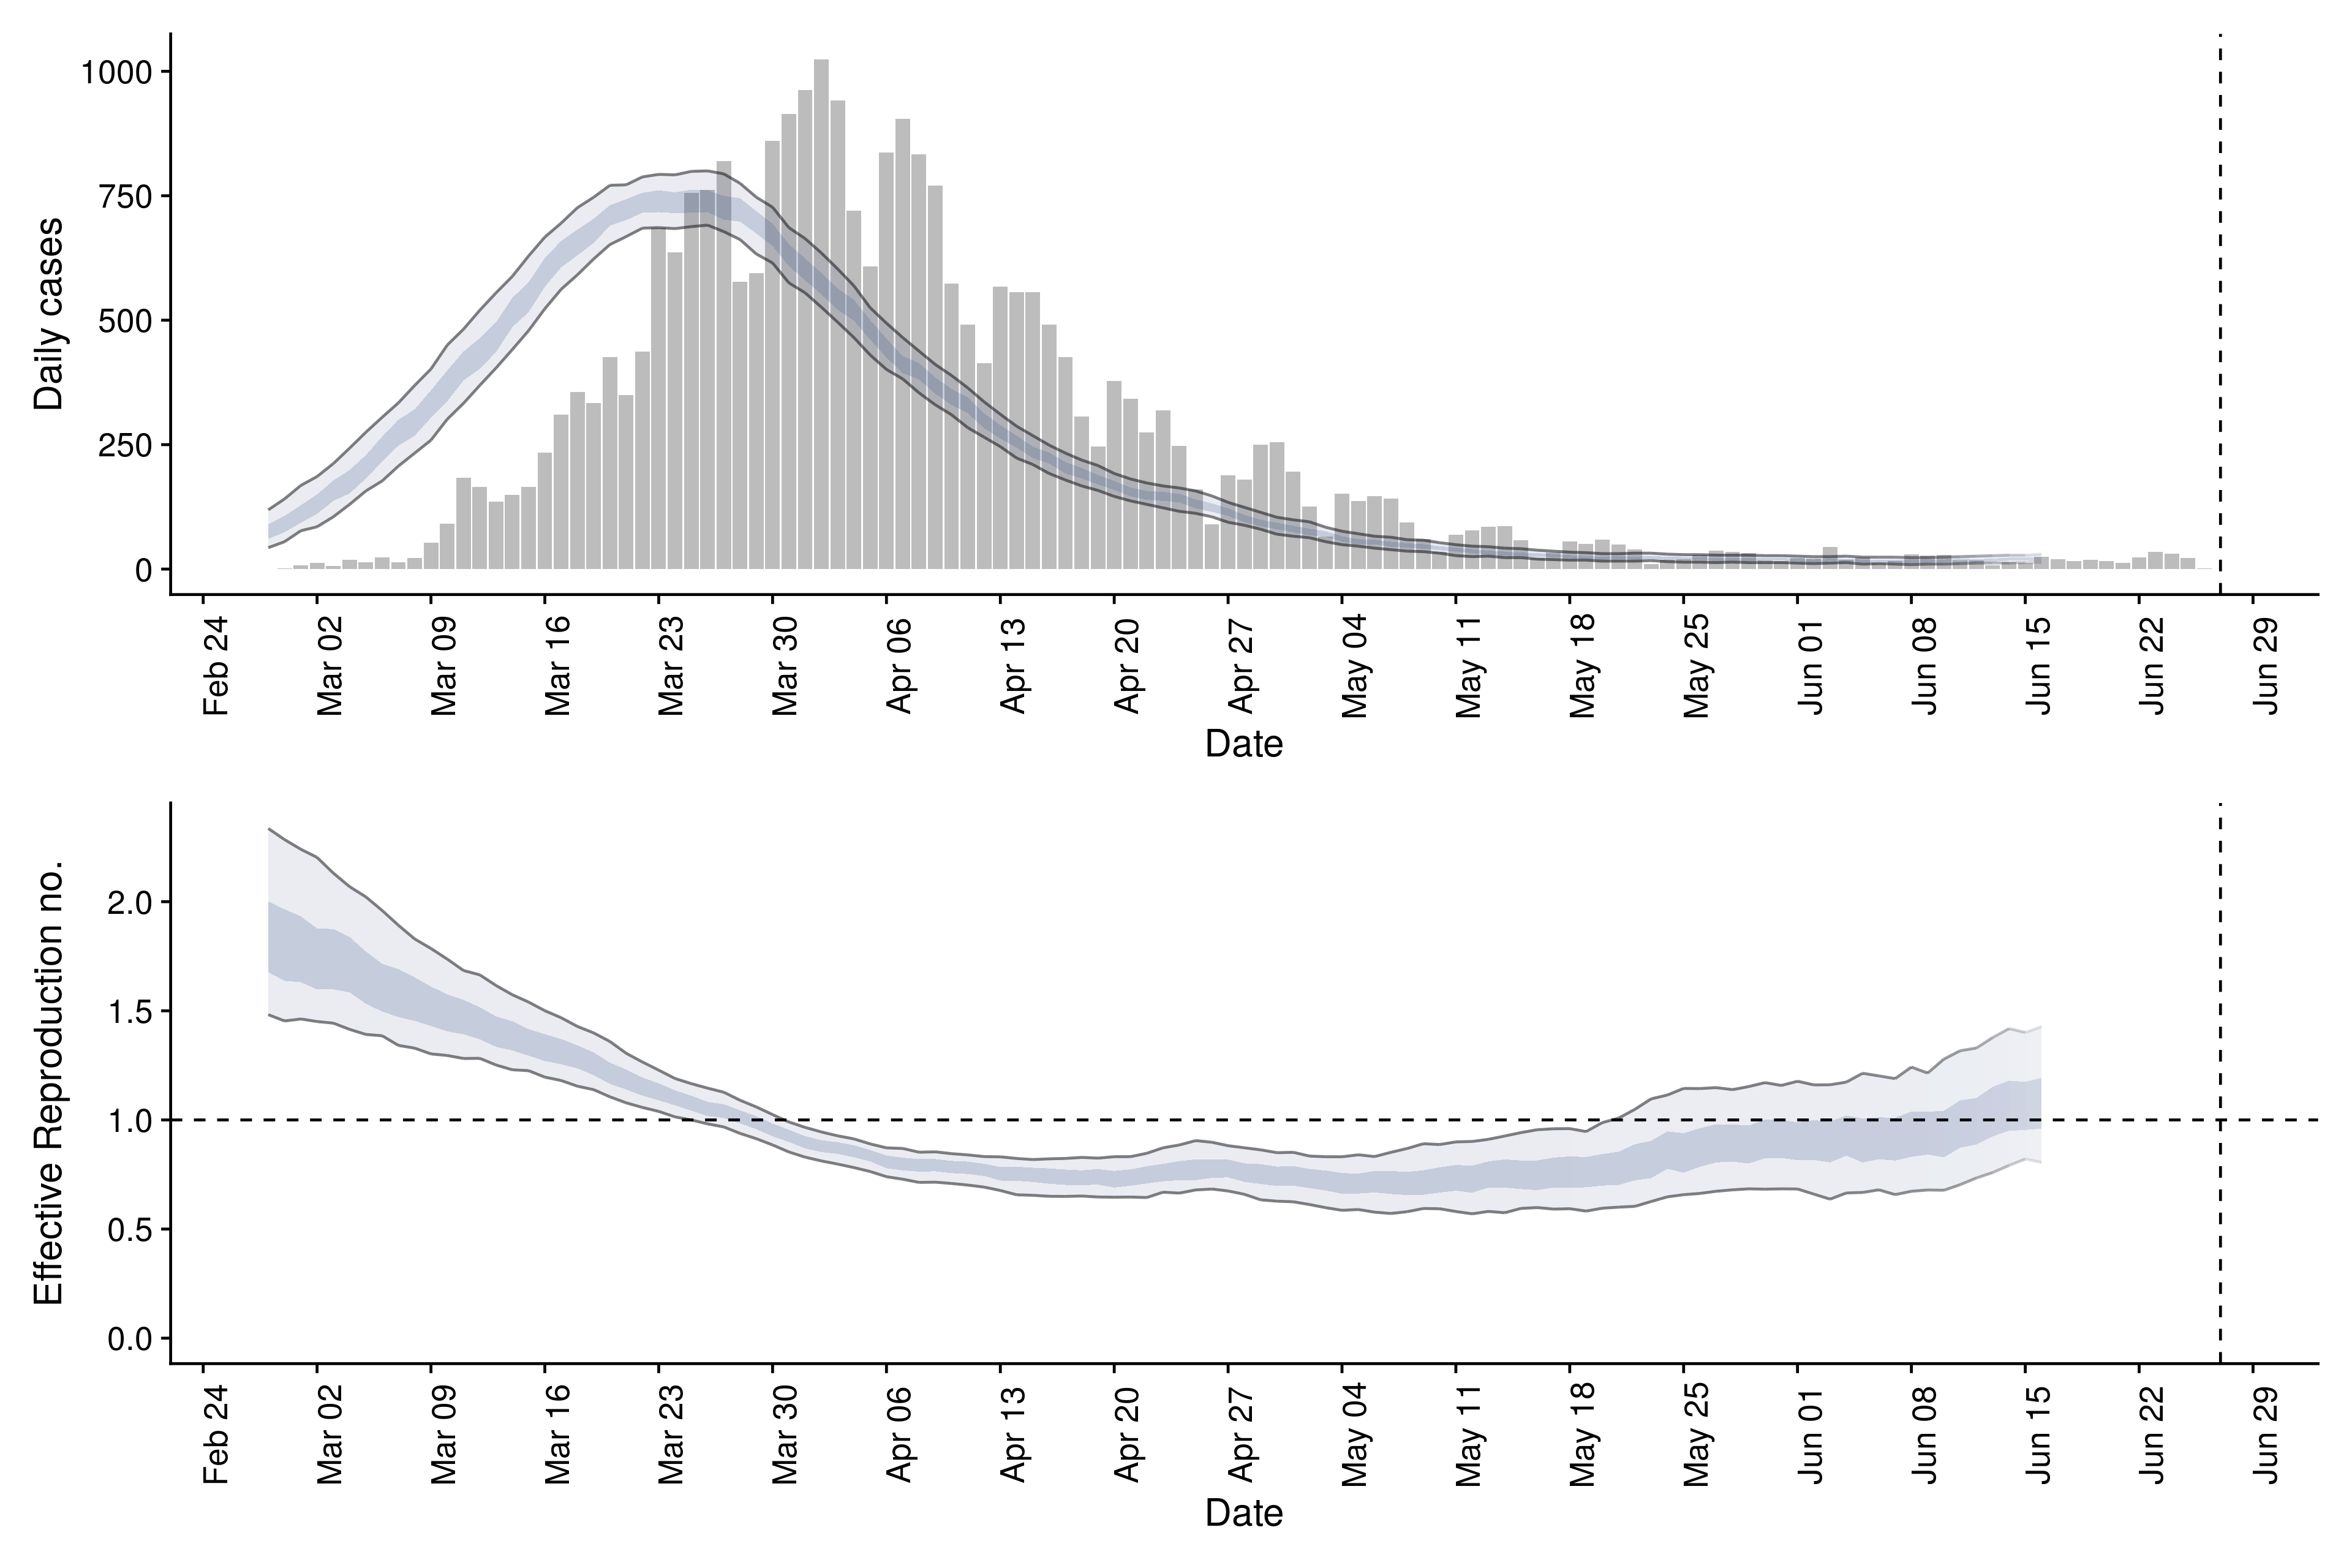 Daily cases
1000
750
500
250
0
Feb 24
Mar 02
Mar 09
Mar 16
Mar 23
Mar 30
Apr 06
Apr 13
Apr 20
Apr 27
May 04
May 11
May 18
May 25
Jun 01
Jun 08
Jun 15
Jun 22
Jun 29
Date
Effective Reproduction no.
2.0
1.5
1.0
0.5
0.0
Feb 24
Mar 02
Mar 09
Mar 16
Mar 23
Mar 30
Apr 06
Apr 13
Apr 20
Apr 27
May 04
May 11
May 18
May 25
Jun 01
Jun 08
Jun 15
Jun 22
Jun 29
Date